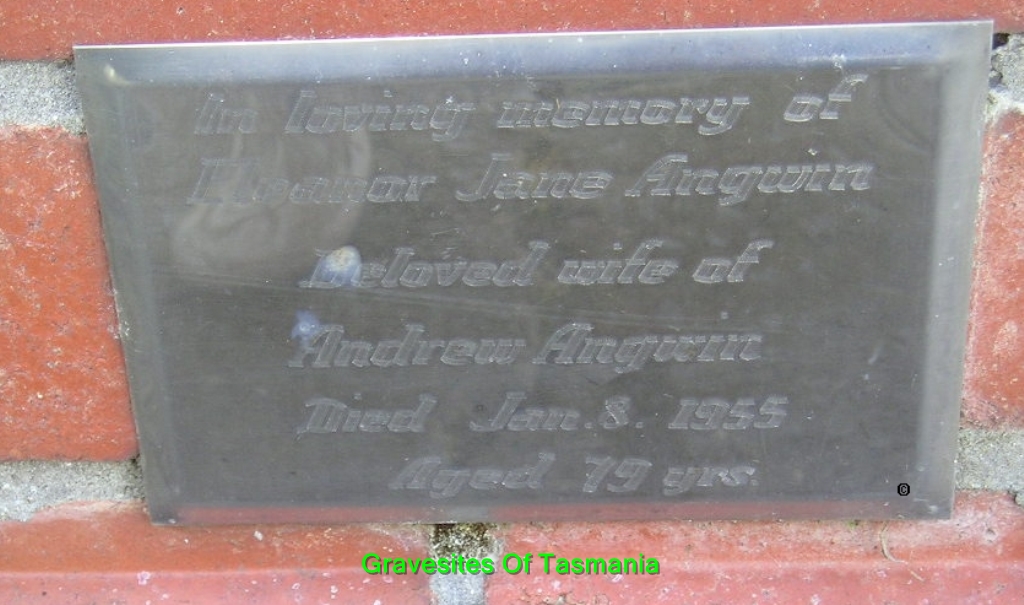 In loving memory of
Eleanor Jane Angwin
Beloved wife of
Andrew Angwin
Died Jan. 8. 1955
Aged 79 yrs.
©
Gravesites Of Tasmania